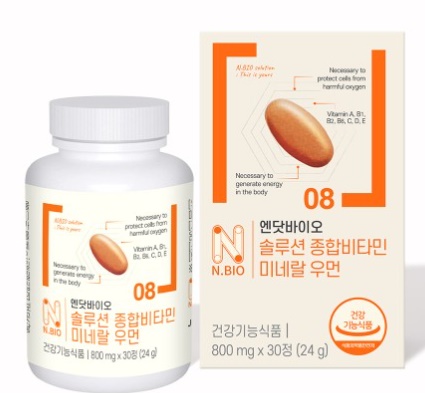 N.BIO solution
- This is yours
Necessary to
protect cells from
harmful oxygen
Vitamin A, B1,
B2, B6, C, D, E
Necessary to
generate energy
in the body
08
N.BIO
엔닷바이오
솔루션 종합비타민
미네랄 우먼
건강기능식품 |
800 mg x 30정 (24 g)
건강
기능식품
N.BIO solution
- This is yours
Necessary to
protect cells from
harmful oxygen
Vitamin A, B1,
B2, B6, C, D, E
Necessary to
generate energy
in the body
08
N.BIO
엔닷바이오
솔루션 종합비타민
미네랄 우먼
건강기능식품 | 800 mg x 30정 (24 g)